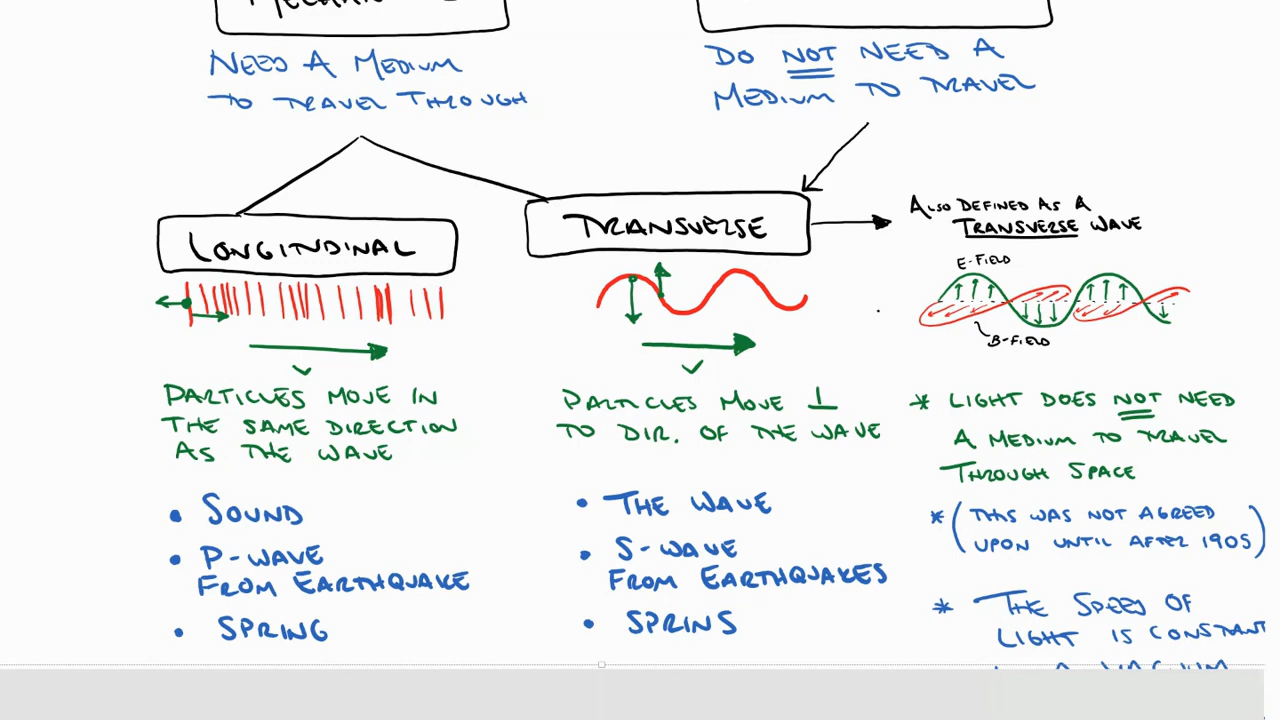 NEED A MEDIUM
TO TRAVEL THROUGH
DO NOT NEED A
MEDIUM TO TRAVEL
LONGITUDINAL
TRANSVERSE
ALSO DEFINED AS A
TRANSVERSE WAVE
E-FIELD
B-FIELD
V
V
PARTICLES MOVE IN
THE SAME DIRECTION
AS THE WAVE
PARTICLES MOVE ⊥
TO DIR. OF THE WAVE
* LIGHT DOES NOT NEED
A MEDIUM TO TRAVEL
THROUGH SPACE
• SOUND
• P-WAVE
FROM EARTHQUAKE
• SPRING
• THE WAVE
• S-WAVE
FROM EARTHQUAKES
• SPRINS
* (THIS WAS NOT AGREED
UPON UNTIL AFTER 1905)
* THE SPEED OF
LIGHT IS CONSTANT